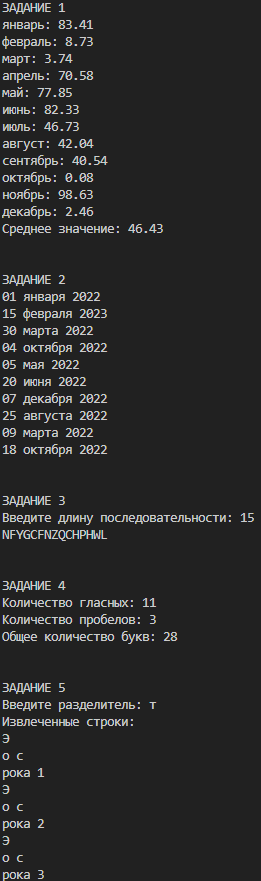 ЗАДАНИЕ 1
январь: 83.41
февраль: 8.73
март: 3.74
апрель: 70.58
май: 77.85
июнь: 82.33
июль: 46.73
август: 42.04
сентябрь: 40.54
октябрь: 0.08
ноябрь: 98.63
декабрь: 2.46
Среднее значение: 46.43
ЗАДАНИЕ 2
01 января 2022
15 февраля 2023
30 марта 2022
04 октября 2022
05 мая 2022
20 июня 2022
07 декабря 2022
25 августа 2022
09 марта 2022
18 октября 2022
ЗАДАНИЕ 3
Введите длину последовательности: 15
NFYGCFNZQCHPHWL
ЗАДАНИЕ 4
Количество гласных: 11
Количество пробелов: 3
Общее количество букв: 28
ЗАДАНИЕ 5
Введите разделитель: т
Извлеченные строки:
Э
о с
рока 1
Э
о с
рока 2
Э
о с
рока 3